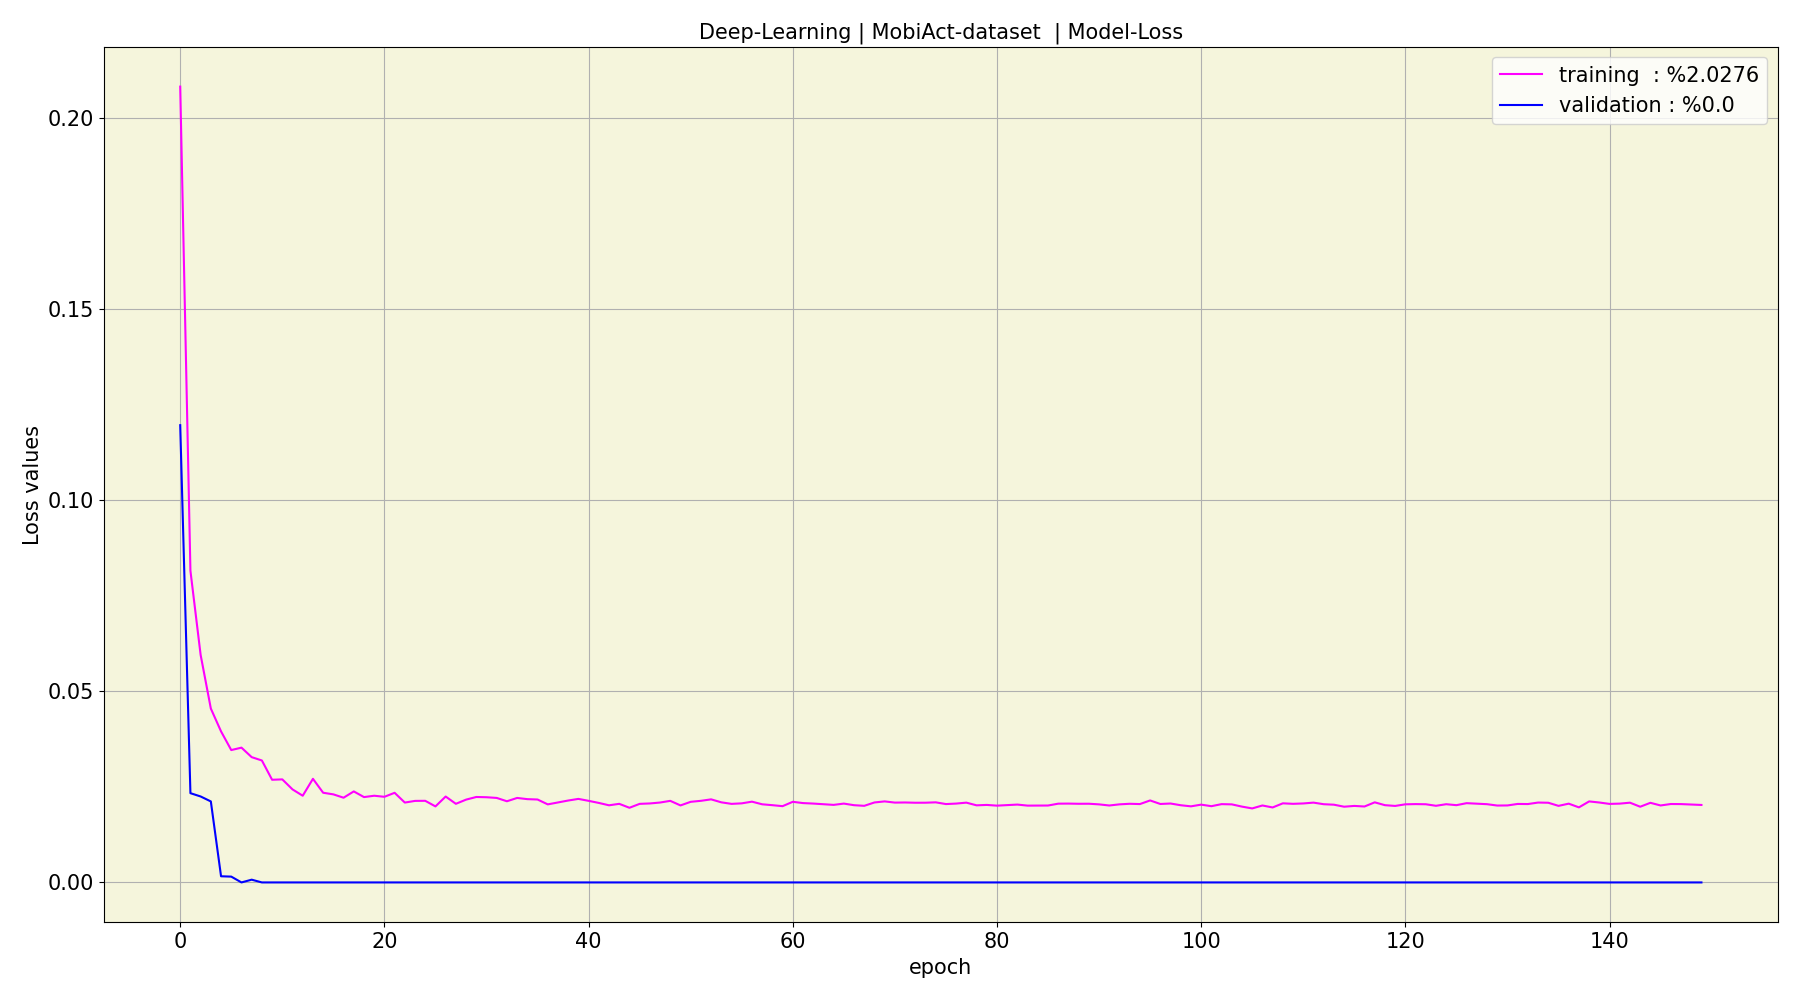 Deep-Learning | MobiAct-dataset  | Model-Loss
training  : %2.0276
validation : %0.0
Loss values
0.20
0.15
0.10
0.05
0.00
0 20 40 60 80 100 120 140
epoch